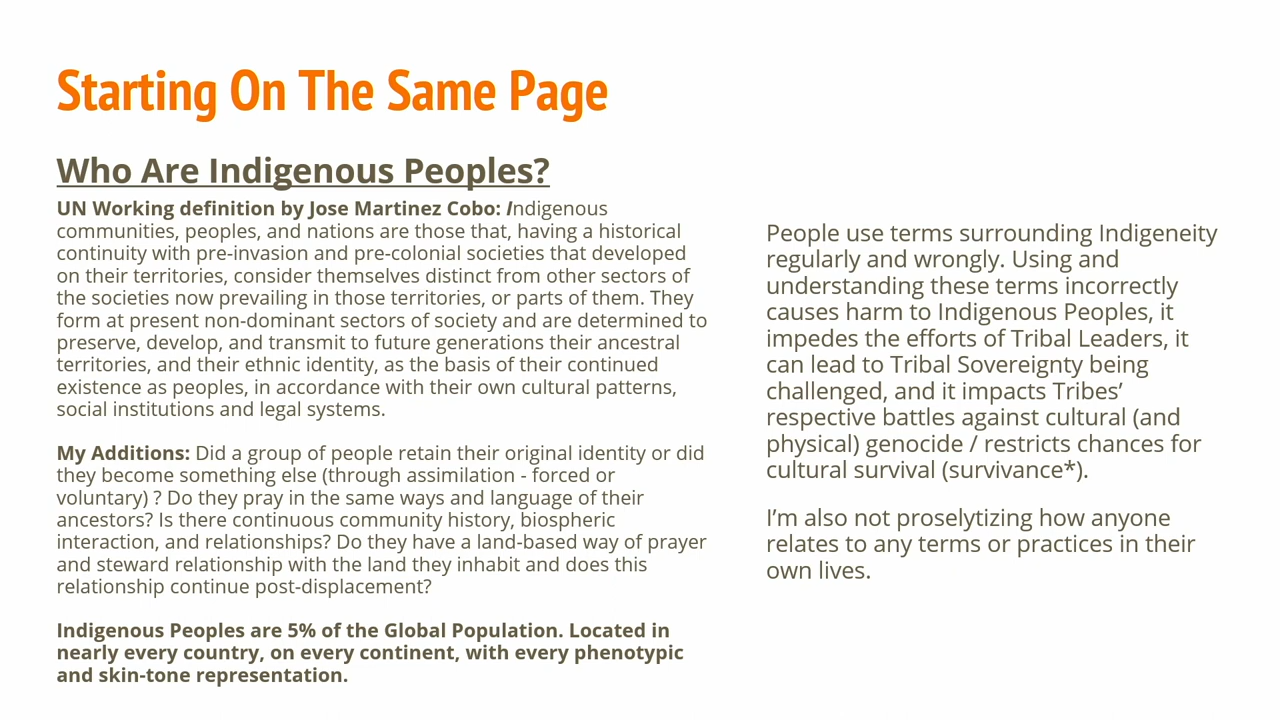 Starting On The Same Page
Who Are Indigenous Peoples?
UN Working definition by Jose Martinez Cobo: Indigenous
communities, peoples, and nations are those that, having a historical
continuity with pre-invasion and pre-colonial societies that developed
on their territories, consider themselves distinct from other sectors of
the societies now prevailing in those territories, or parts of them. They
form at present non-dominant sectors of society and are determined to
preserve, develop, and transmit to future generations their ancestral
territories, and their ethnic identity, as the basis of their continued
existence as peoples, in accordance with their own cultural patterns,
social institutions and legal systems.
My Additions: Did a group of people retain their original identity or did
they become something else (through assimilation - forced or
voluntary) ? Do they pray in the same ways and language of their
ancestors? Is there continuous community history, biospheric
interaction, and relationships? Do they have a land-based way of prayer
and steward relationship with the land they inhabit and does this
relationship continue post-displacement?
Indigenous Peoples are 5% of the Global Population. Located in
nearly every country, on every continent, with every phenotypic
and skin-tone representation.
People use terms surrounding Indigeneity
regularly and wrongly. Using and
understanding these terms incorrectly
causes harm to Indigenous Peoples, it
impedes the efforts of Tribal Leaders, it
can lead to Tribal Sovereignty being
challenged, and it impacts Tribes’
respective battles against cultural (and
physical) genocide / restricts chances for
cultural survival (survivance*).
I’m also not proselytizing how anyone
relates to any terms or practices in their
own lives.